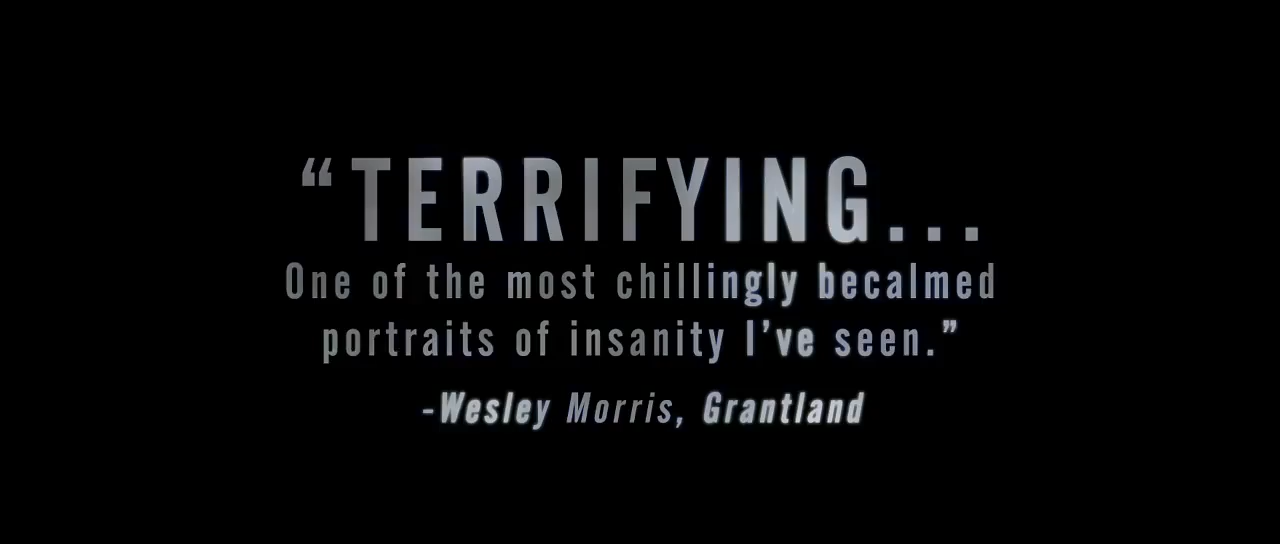 “TERRIFYING...
One of the most chillingly becalmed
portraits of insanity I’ve seen.”
-Wesley Morris, Grantland